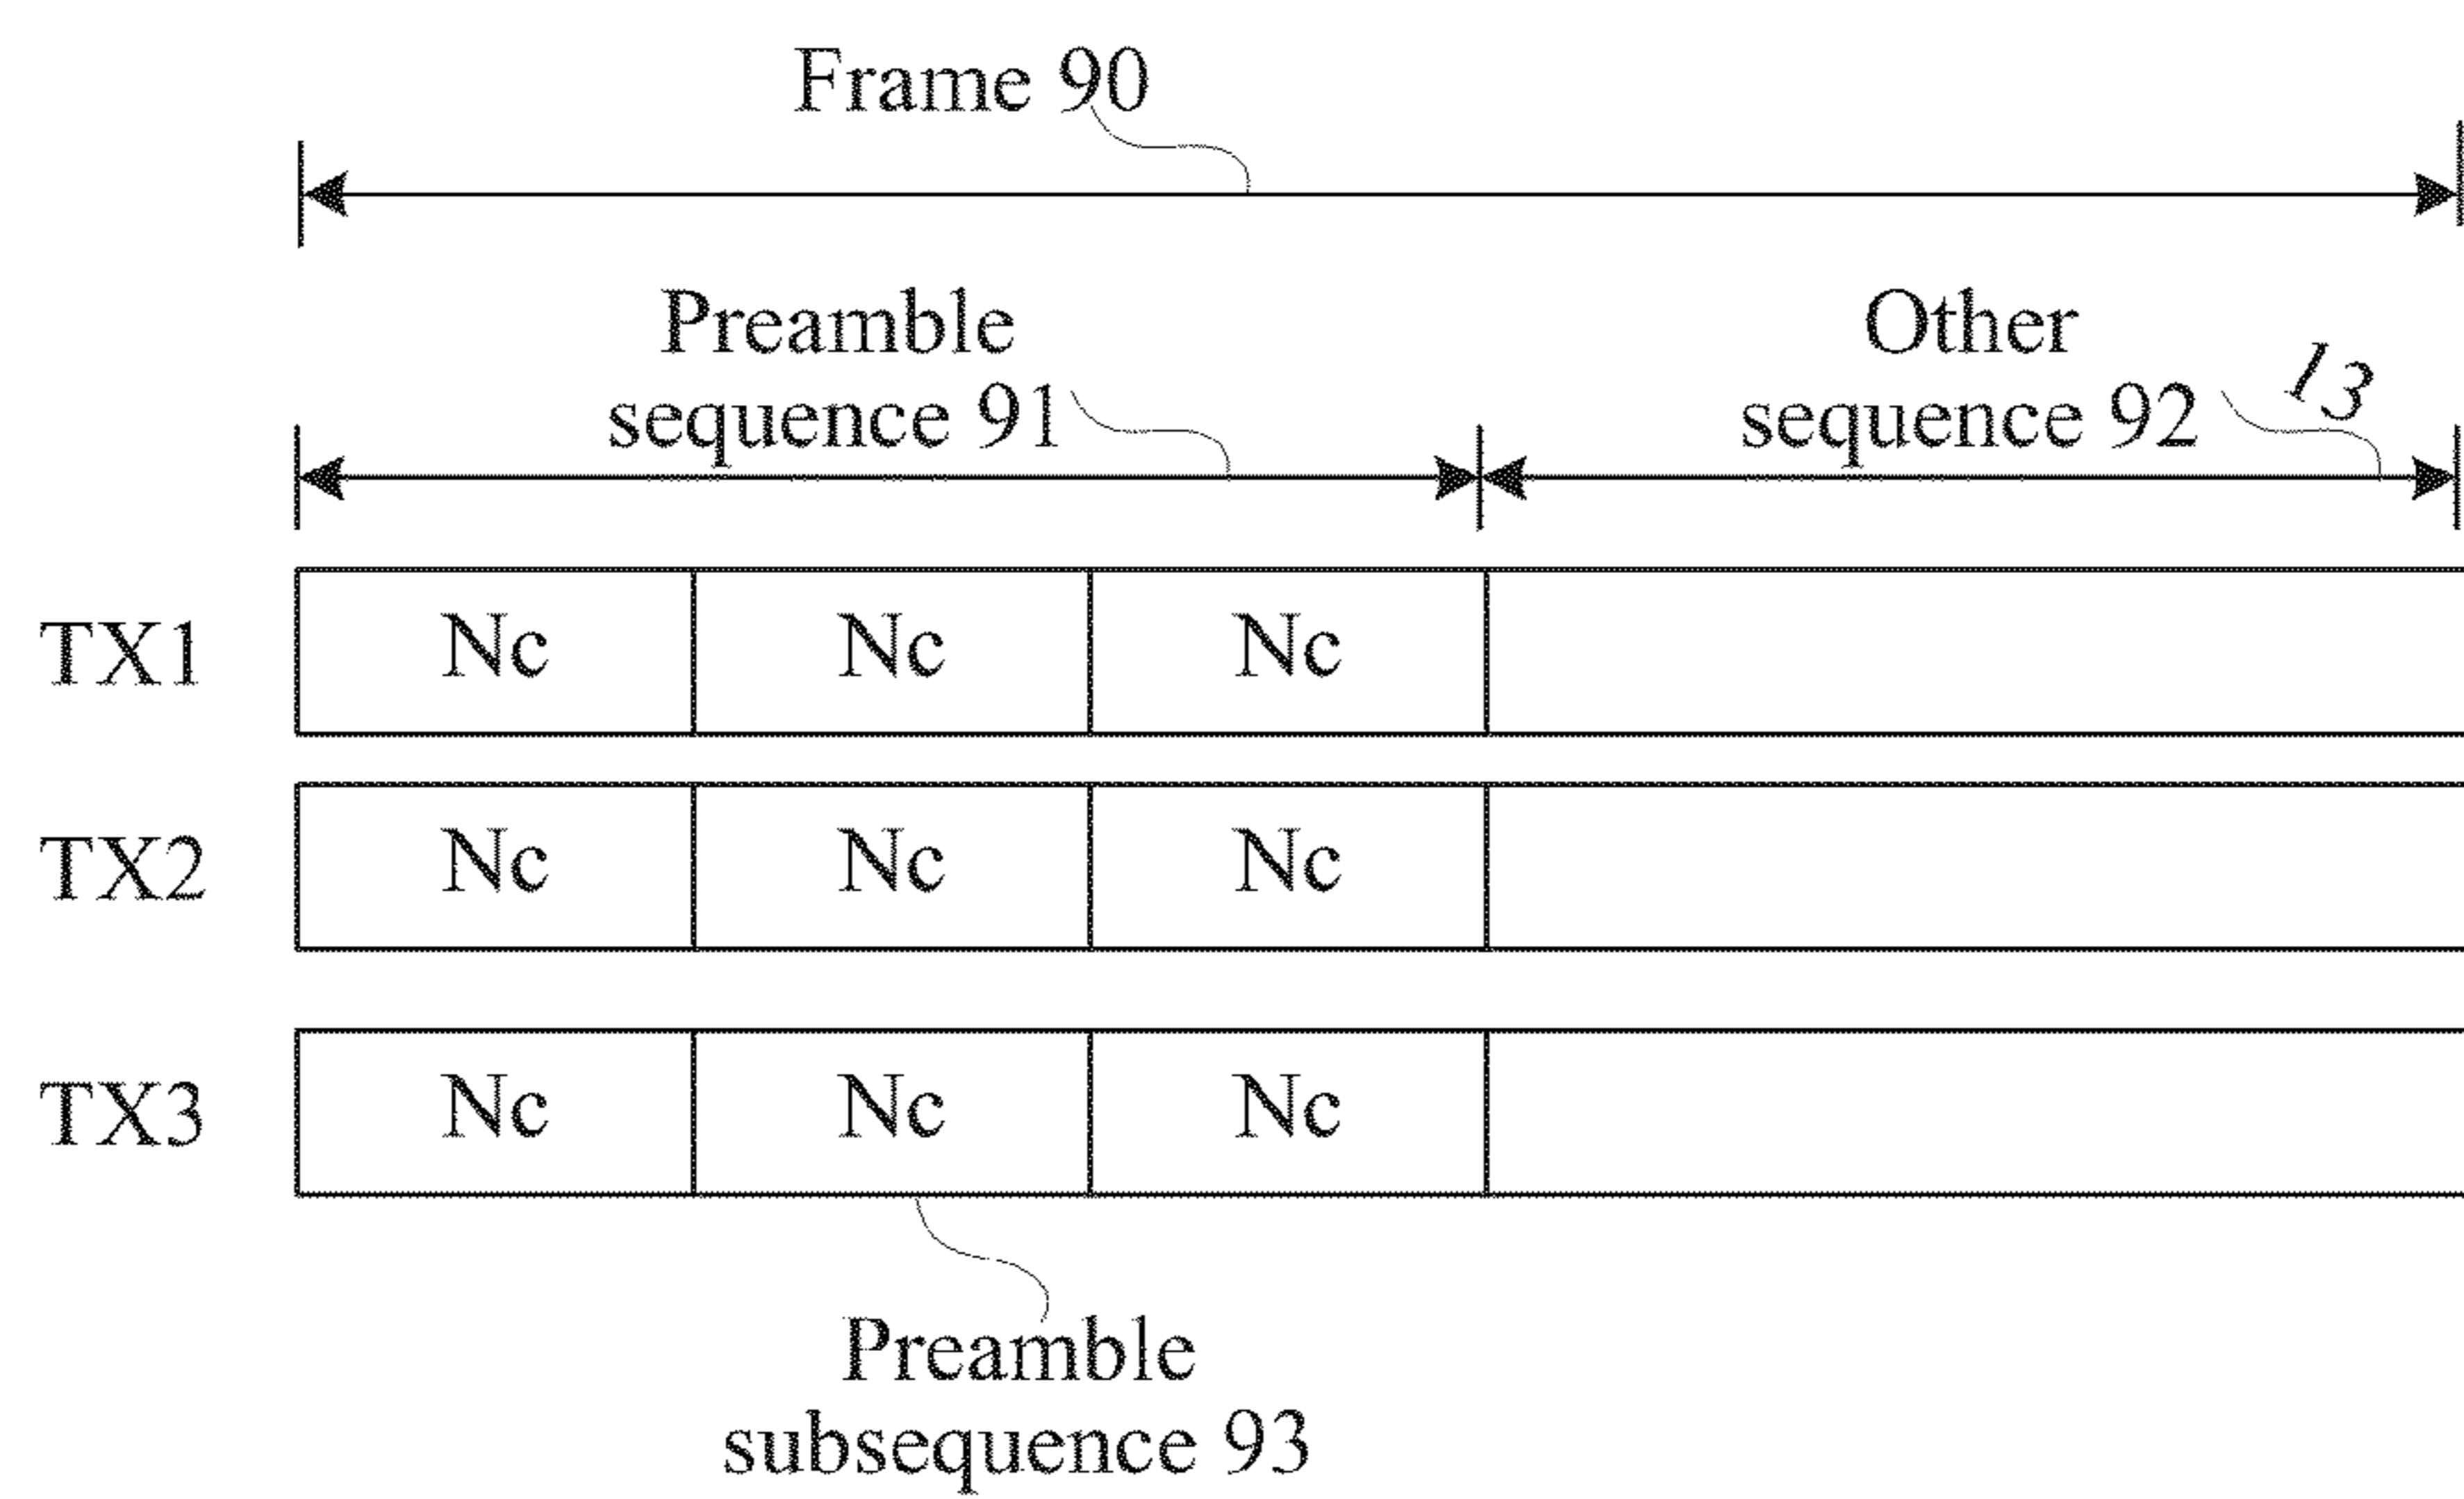 Frame 90
Preamble
sequence 91
Other
sequence 92
13
TX1 Nc Nc Nc
TX2 Nc Nc Nc
TX3 Nc Nc Nc
Preamble
subsequence 93